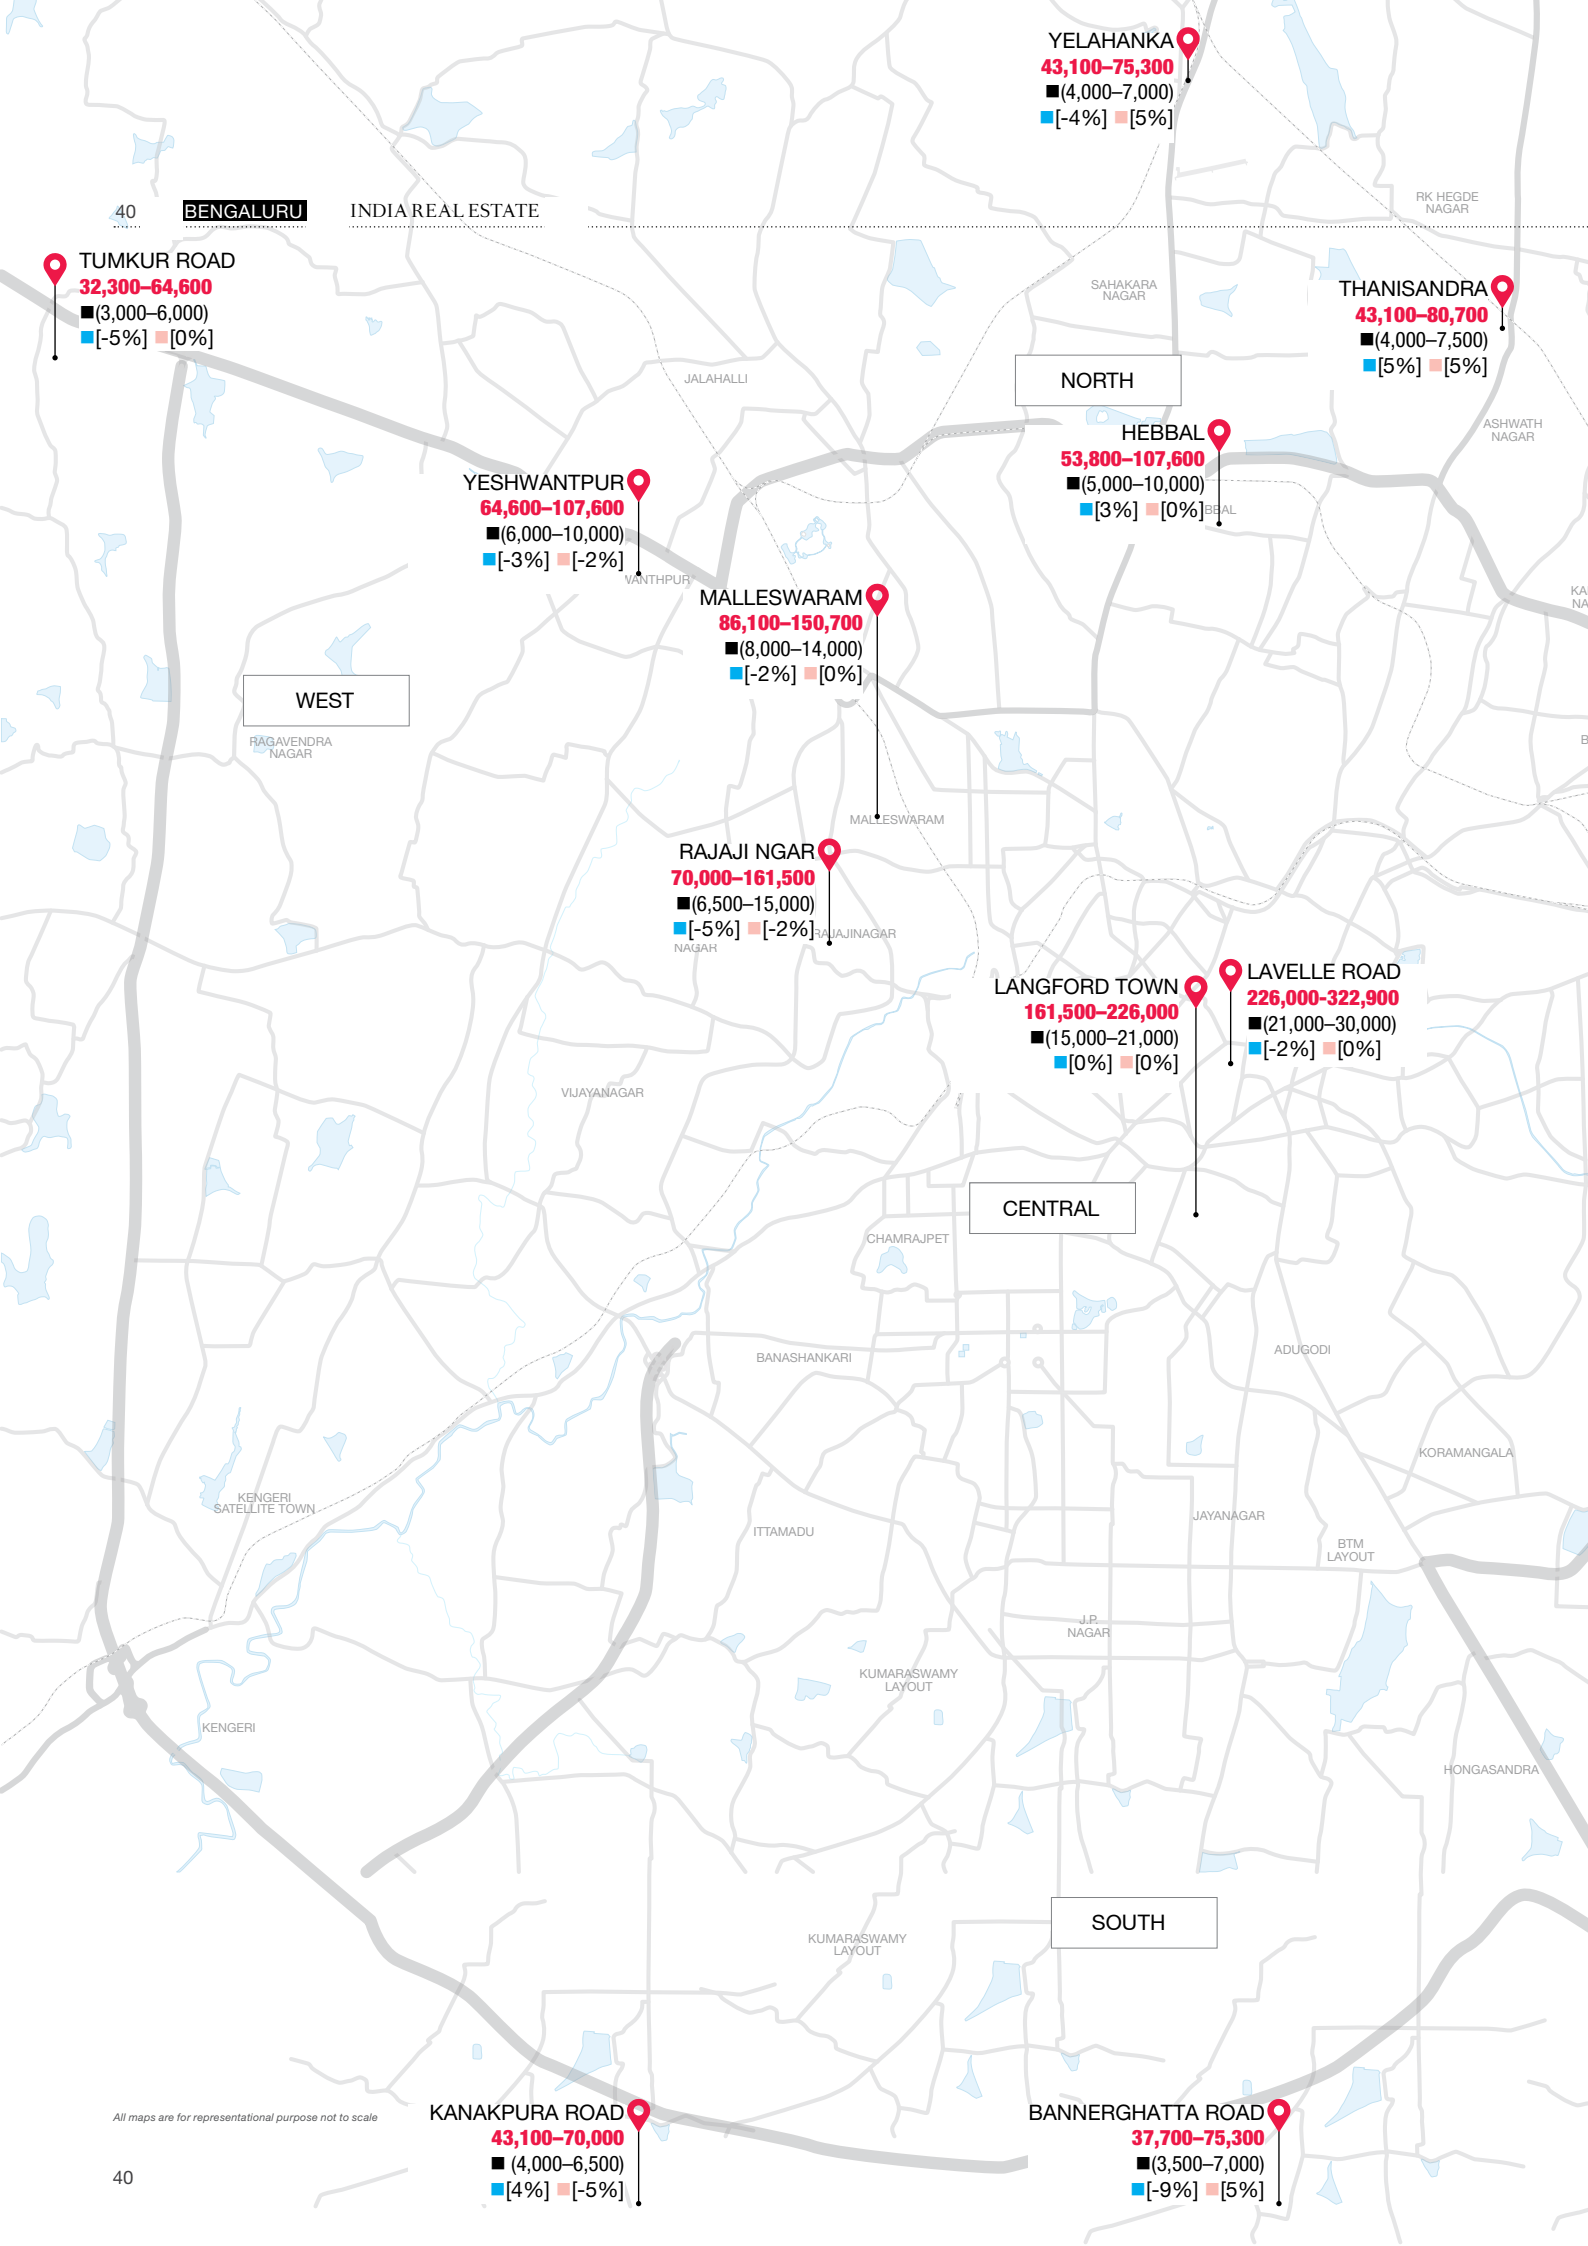 YELAHANKA
43,100–75,300
(4,000–7,000)
[-4%] [5%]
40 BENGALURU INDIA REAL ESTATE
RK HEGDE
NAGAR
TUMKUR ROAD
32,300–64,600
(3,000–6,000)
[-5%] [0%]
SAHAKARA
NAGAR
THANISANDRA
43,100–80,700
(4,000–7,500)
[5%] [5%]
NORTH
JALAHALLI
ASHWATH
NAGAR
HEBBAL
53,800–107,600
(5,000–10,000)
[3%] [0%]
BBAL
YESHWANTPUR
64,600–107,600
(6,000–10,000)
[-3%] [-2%]
WANTHPUR
KA
NA
MALLESWARAM
86,100–150,700
(8,000–14,000)
[-2%] [0%]
WEST
RAGAVENDRA
NAGAR
B
MALLESWARAM
RAJAJI NGAR
70,000–161,500
(6,500–15,000)
[-5%] [-2%]
RAJAJINAGAR
NAGAR
LANGFORD TOWN
161,500–226,000
(15,000–21,000)
[0%] [0%]
LAVELLE ROAD
226,000-322,900
(21,000–30,000)
[-2%] [0%]
VIJAYANAGAR
CENTRAL
CHAMRAJPET
BANASHANKARI
ADUGODI
KORAMANGALA
KENGERI
SATELLITE TOWN
ITTAMADU
JAYANAGAR
BTM
LAYOUT
J.P.
NAGAR
KUMARASWAMY
LAYOUT
KENGERI
HONGASANDRA
SOUTH
KUMARASWAMY
LAYOUT
All maps are for representational purpose not to scale
KANAKPURA ROAD
43,100–70,000
(4,000–6,500)
[4%] [-5%]
BANNERGHATTA ROAD
37,700–75,300
(3,500–7,000)
[-9%] [5%]
40